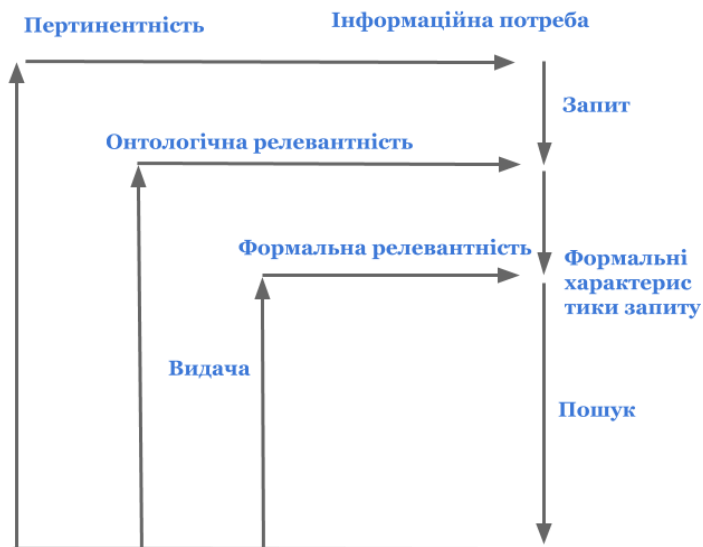 Пертинентність
Інформаційна потреба
Запит
Онтологічна релевантність
Формальна релевантність
Формальні
характерис
тики запиту
Видача
Пошук